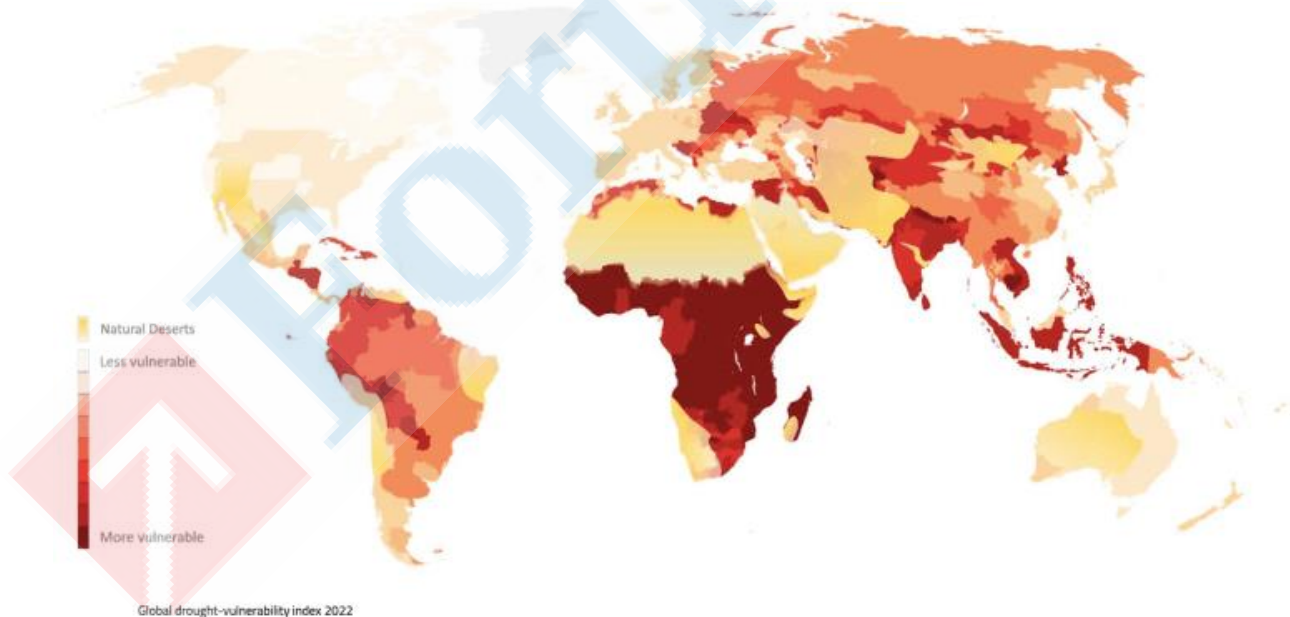 Natural Deserts
Less vulnerable
More vulnerable
Global drought-vulnerability index 2022